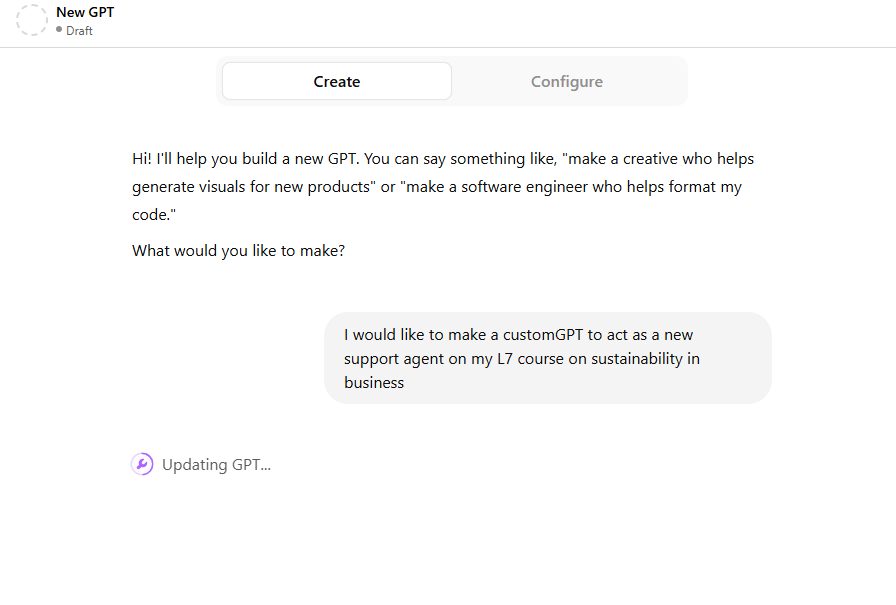 New GPT
Draft
Create
Configure
Hi! I'll help you build a new GPT. You can say something like, "make a creative who helps
generate visuals for new products" or "make a software engineer who helps format my
code."
What would you like to make?
I would like to make a customGPT to act as a new
support agent on my L7 course on sustainability in
business
Updating GPT...